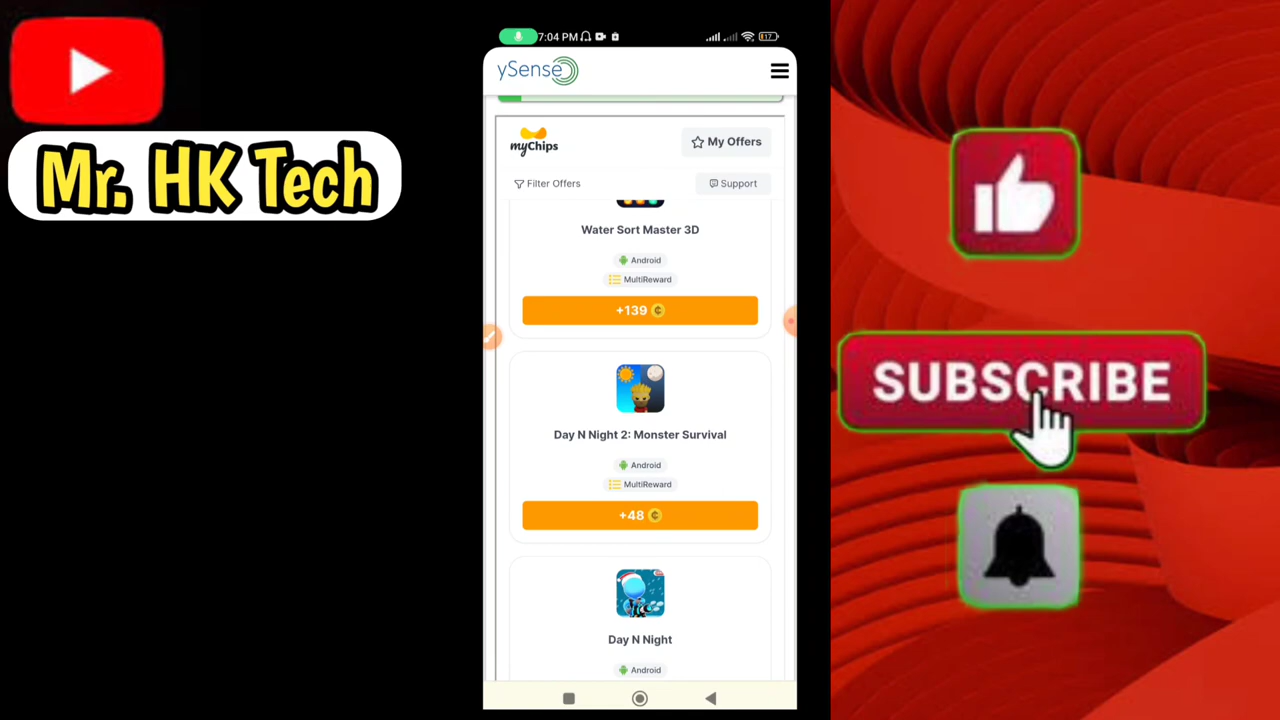 Mr. HK Tech
7:04 PM
17
ySense
myChips
My Offers
Filter Offers
Support
Water Sort Master 3D
Android
MultiReward
+139
Day N Night 2: Monster Survival
Android
MultiReward
+48
Day N Night
Android
SUBSCRIBE